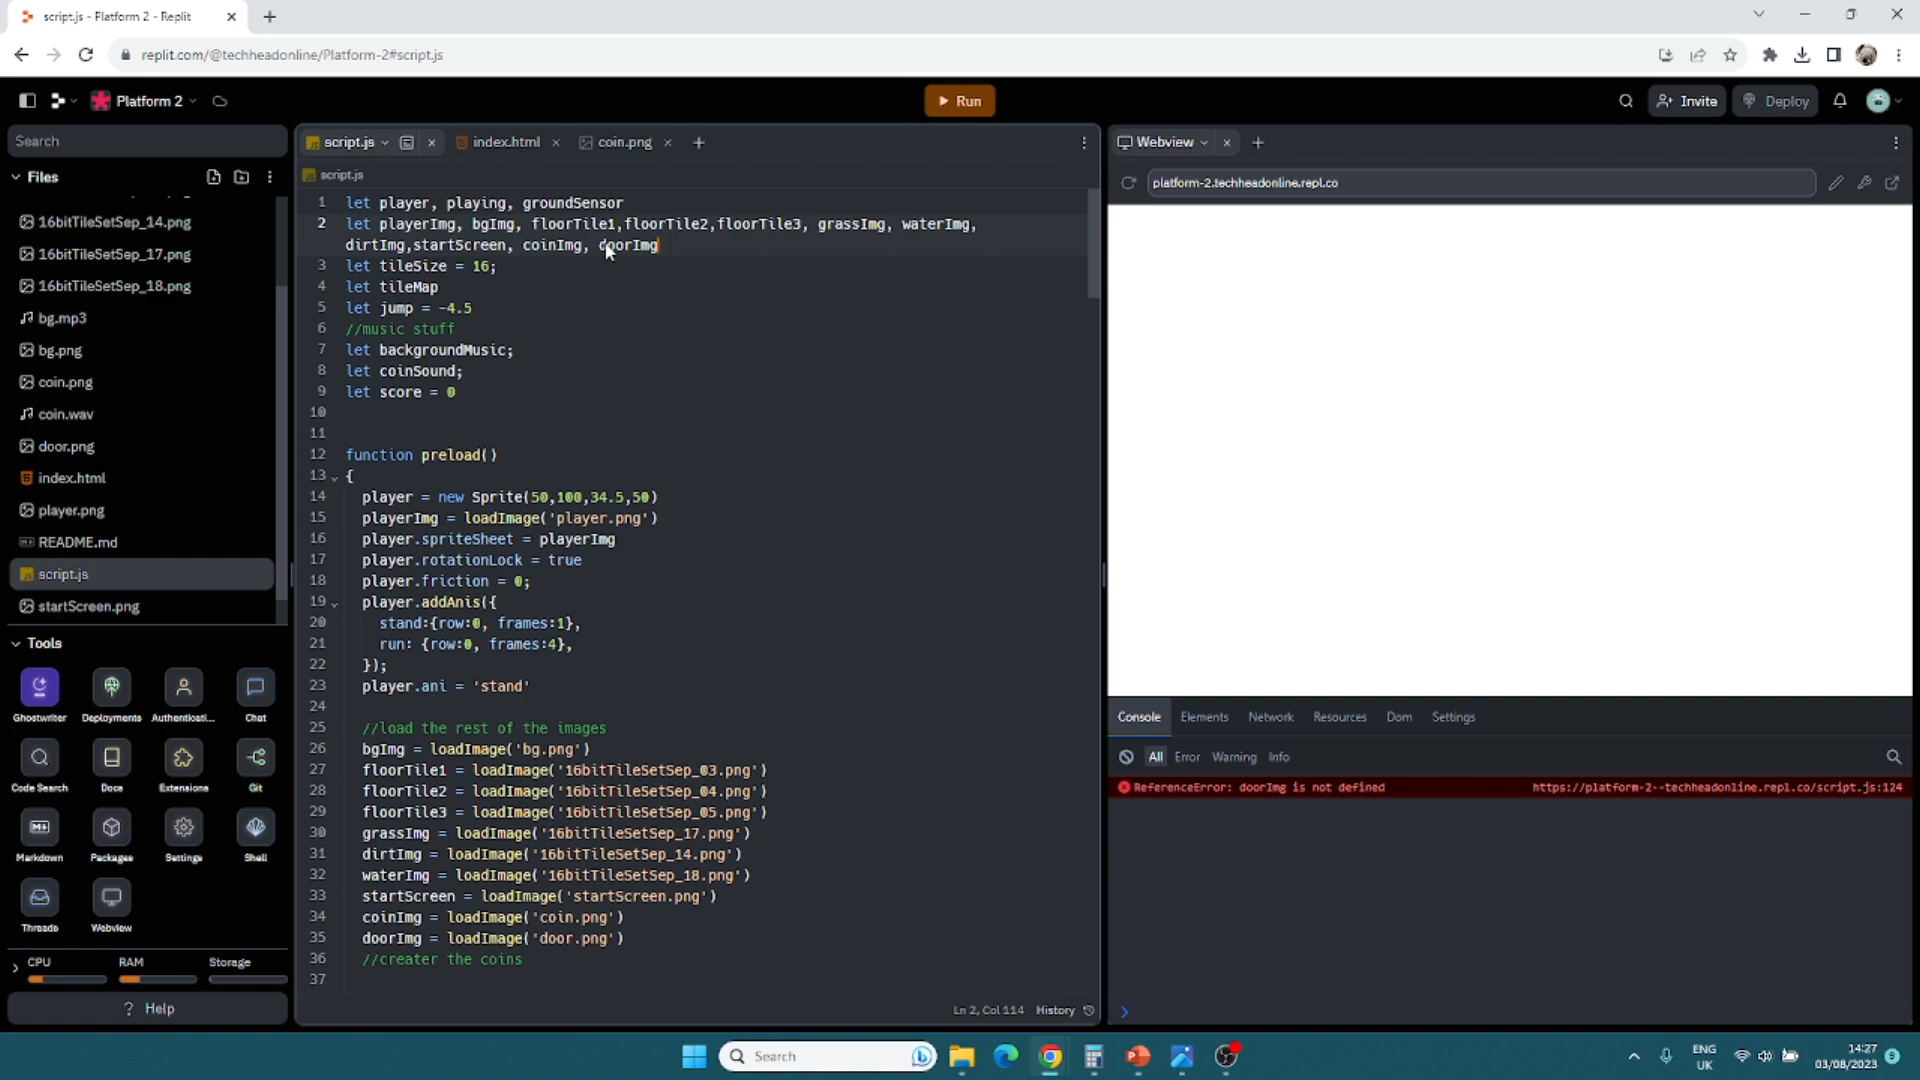 script.js - Platform 2 - Replit
replit.com/@techheadonline/Platform-2#script.js
Platform 2
Run
Invite
Deploy
Search
Files
16bitTileSetSep_14.png
16bitTileSetSep_17.png
16bitTileSetSep_18.png
bg.mp3
bg.png
coin.png
coin.wav
door.png
index.html
player.png
README.md
script.js
startScreen.png
Tools
Ghostwriter Deployments Authenticati... Chat
Code Search Docs Extensions Git
Markdown Packages Settings Shell
Threads Webview
CPU RAM Storage
? Help
script.js index.html coin.png
script.js
1 let player, playing, groundSensor
2 let playerImg, bgImg, floorTile1,floorTile2,floorTile3, grassImg, waterImg,
dirtImg,startScreen, coinImg, doorImg
3 let tileSize = 16;
4 let tileMap
5 let jump = -4.5
6 //music stuff
7 let backgroundMusic;
8 let coinSound;
9 let score = 0
10
11
12 function preload()
13 {
14 player = new Sprite(50,100,34.5,50)
15 playerImg = loadImage('player.png')
16 player.spriteSheet = playerImg
17 player.rotationLock = true
18 player.friction = 0;
19 player.addAnis({
20 stand:{row:0, frames:1},
21 run: {row:0, frames:4},
22 });
23 player.ani = 'stand'
24
25 //load the rest of the images
26 bgImg = loadImage('bg.png')
27 floorTile1 = loadImage('16bitTileSetSep_03.png')
28 floorTile2 = loadImage('16bitTileSetSep_04.png')
29 floorTile3 = loadImage('16bitTileSetSep_05.png')
30 grassImg = loadImage('16bitTileSetSep_17.png')
31 dirtImg = loadImage('16bitTileSetSep_14.png')
32 waterImg = loadImage('16bitTileSetSep_18.png')
33 startScreen = loadImage('startScreen.png')
34 coinImg = loadImage('coin.png')
35 doorImg = loadImage('door.png')
36 //creater the coins
37
Ln 2, Col 114 History
Webview
platform-2.techheadonline.repl.co
Console Elements Network Resources Dom Settings
All Error Warning Info
ReferenceError: doorImg is not defined https://platform-2--techheadonline.repl.co/script.js:124
Search
ENG
UK
14:27
03/08/2023